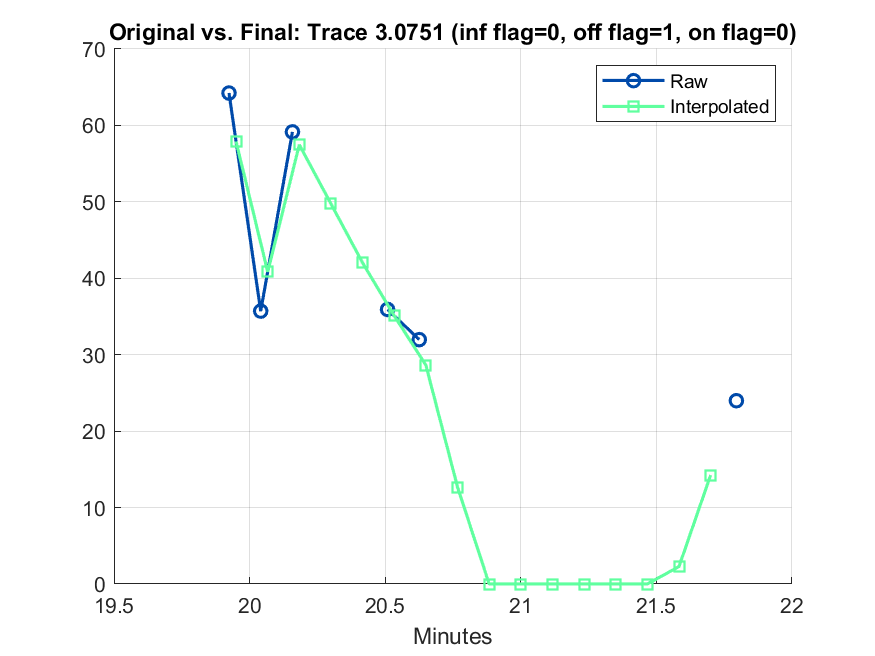 Original vs. Final: Trace 3.0751 (inf flag=0, off flag=1, on flag=0)
70
60
50
40
30
20
10
0
Raw
Interpolated
19.5 20 20.5 21 21.5 22
Minutes